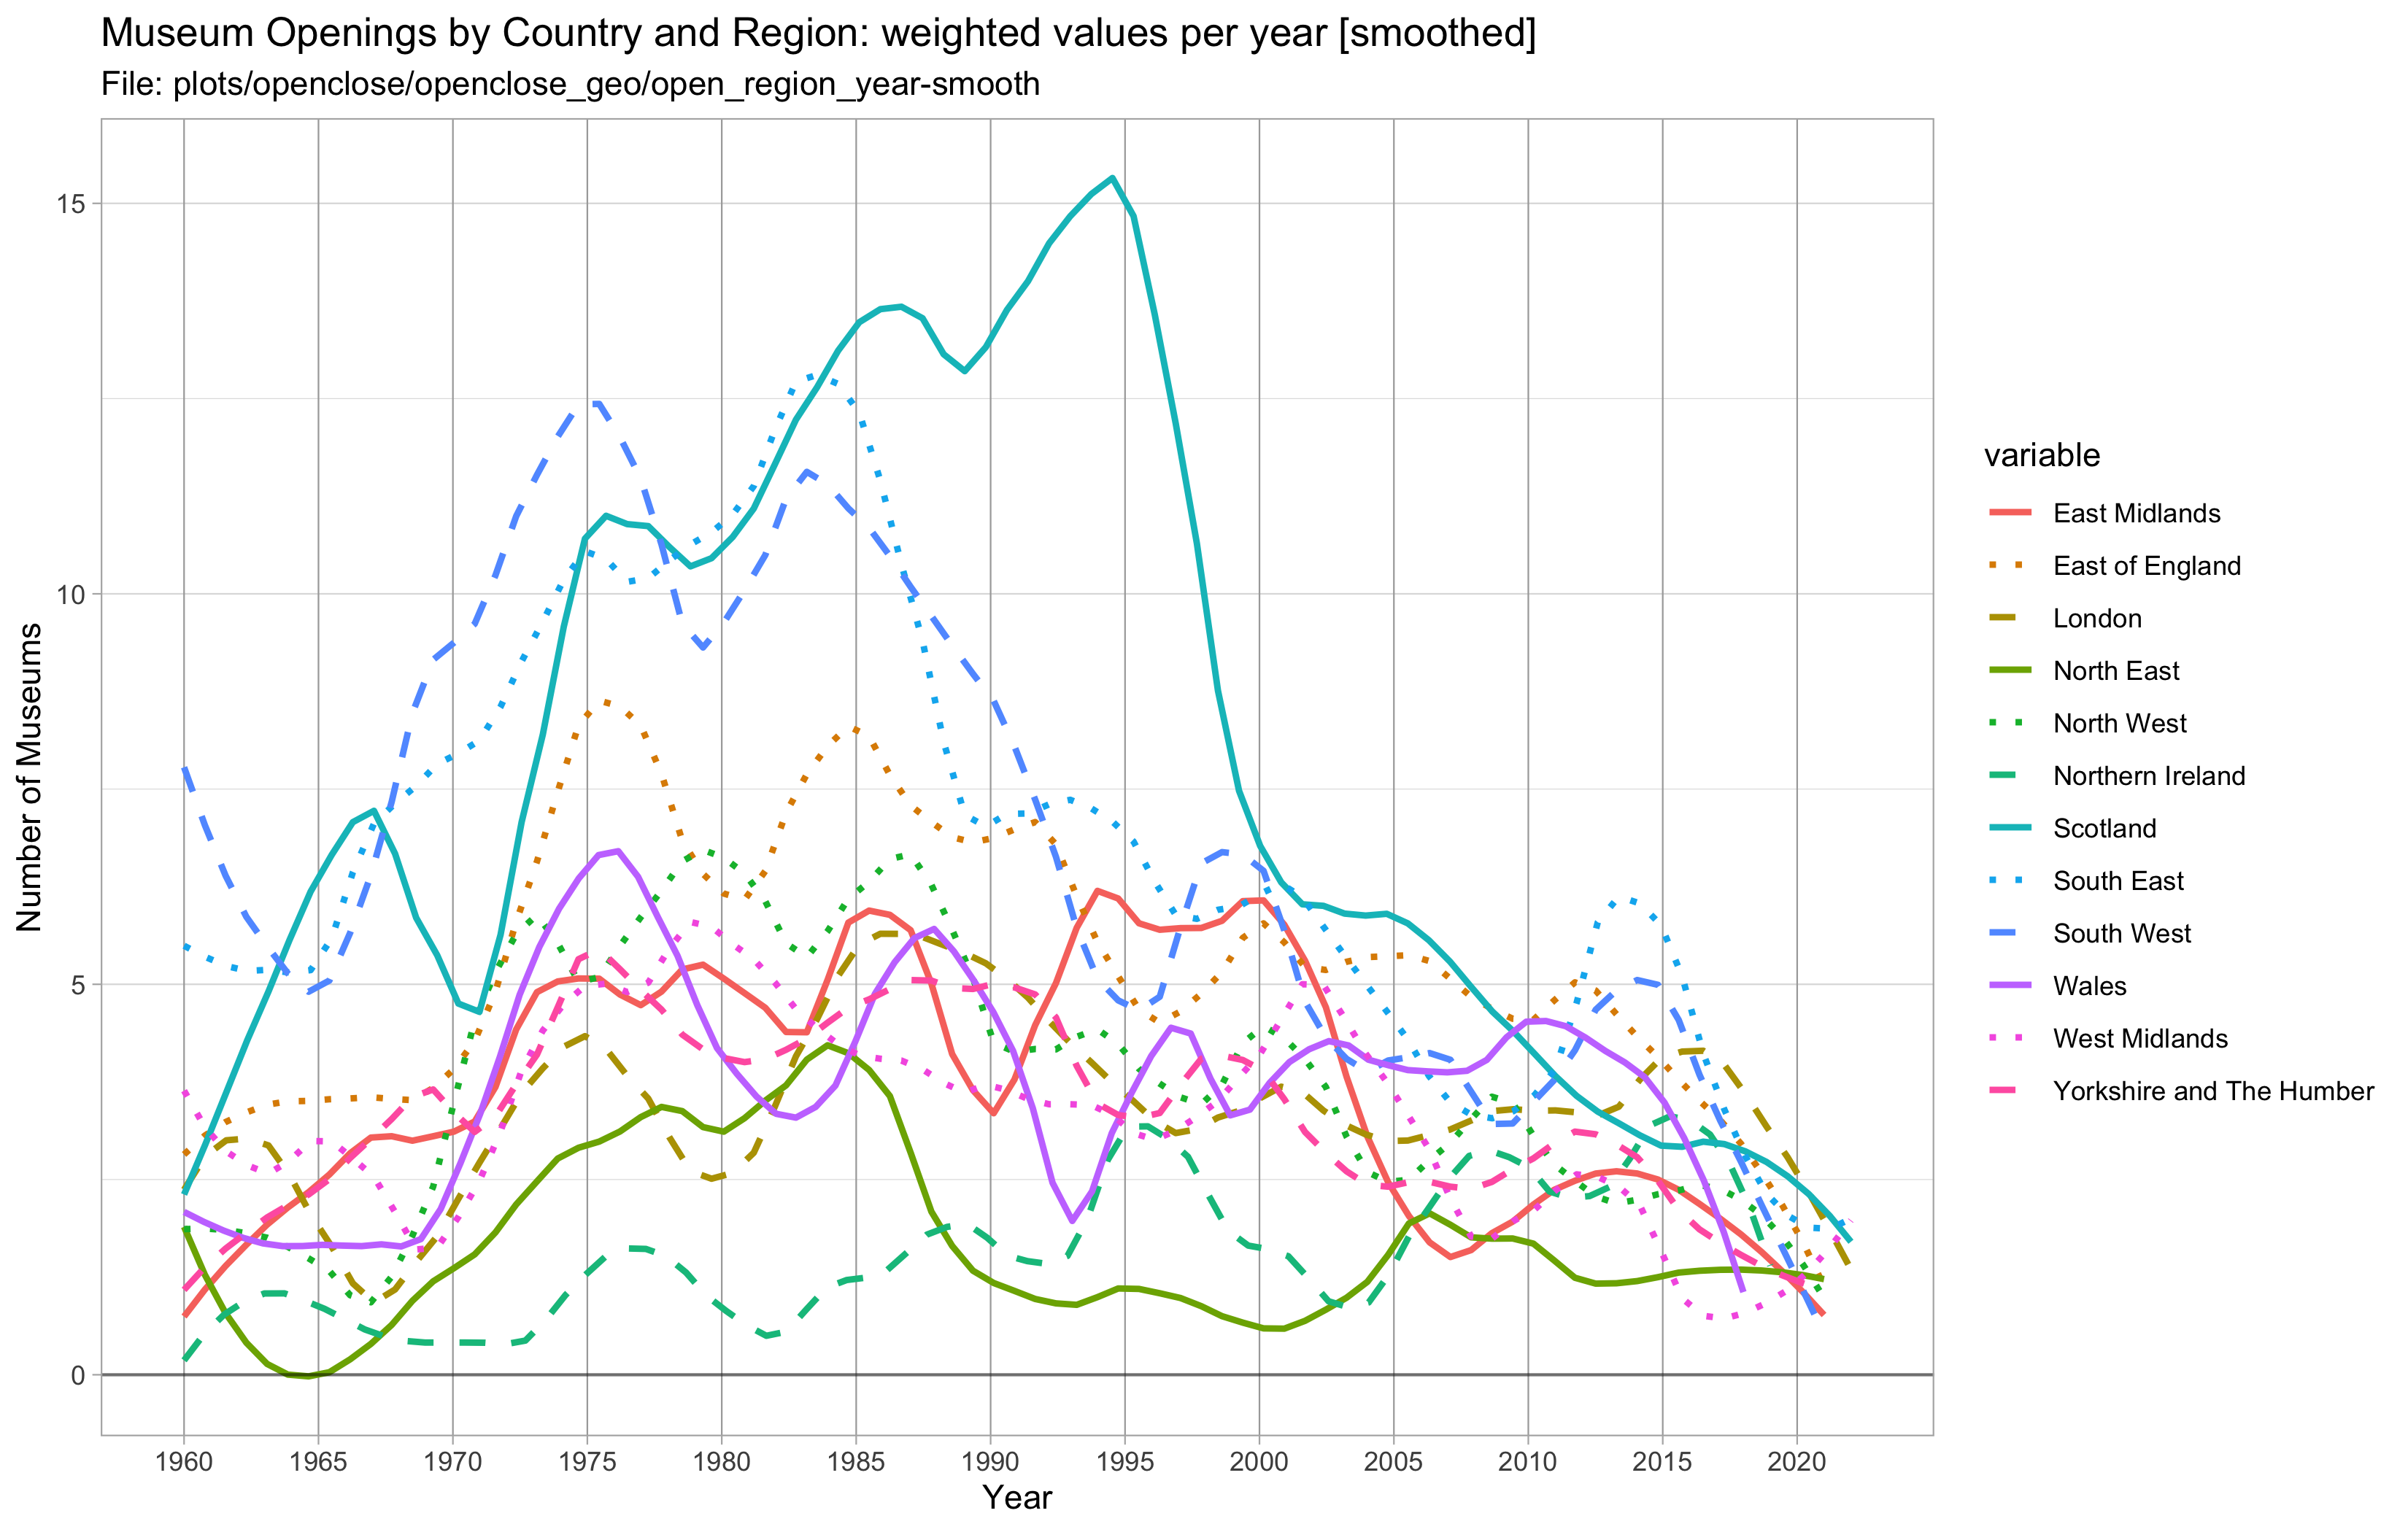 Museum Openings by Country and Region: weighted values per year [smoothed]
File: plots/openclose/openclose_geo/open_region_year-smooth
15
10
5
0
Number of Museums
1960 1965 1970 1975 1980 1985 1990 1995 2000 2005 2010 2015 2020
Year
variable
East Midlands
East of England
London
North East
North West
Northern Ireland
Scotland
South East
South West
Wales
West Midlands
Yorkshire and The Humber